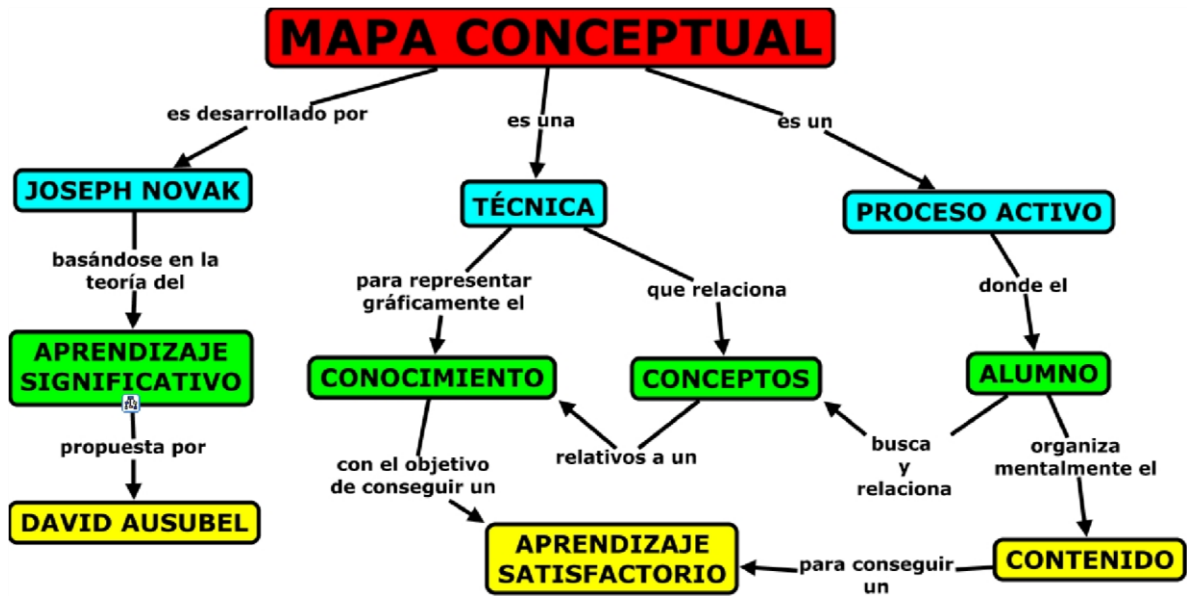 MAPA CONCEPTUAL
es desarrollado por
es una
es un
JOSEPH NOVAK
TÉCNICA
PROCESO ACTIVO
basándose en la
teoría del
para representar
gráficamente el
que relaciona
donde el
APRENDIZAJE
SIGNIFICATIVO
CONOCIMIENTO
CONCEPTOS
ALUMNO
propuesta por
con el objetivo
de conseguir un
relativos a un
busca
y
relaciona
organiza
mentalmente el
DAVID AUSUBEL
APRENDIZAJE
SATISFACTORIO
para conseguir
un
CONTENIDO